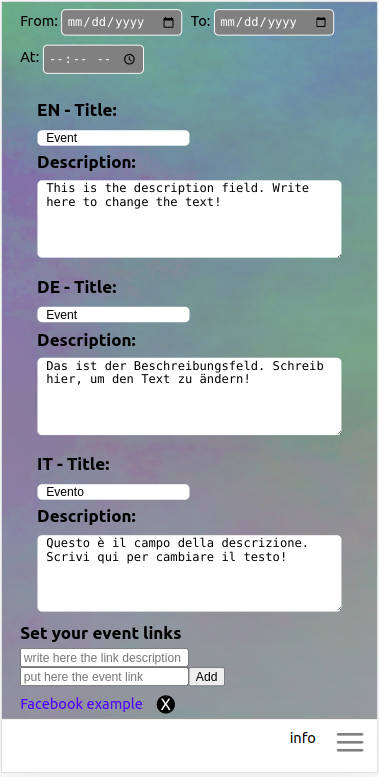 From: mm/dd/yyyy To: mm/dd/yyyy
At: --:-- --
EN - Title:
Event
Description:
This is the description field. Write
here to change the text!
DE - Title:
Event
Description:
Das ist der Beschreibungsfeld. Schreib
hier, um den Text zu ändern!
IT - Title:
Evento
Description:
Questo è il campo della descrizione.
Scrivi qui per cambiare il testo!
Set your event links
write here the link description
put here the event link Add
Facebook example X
info